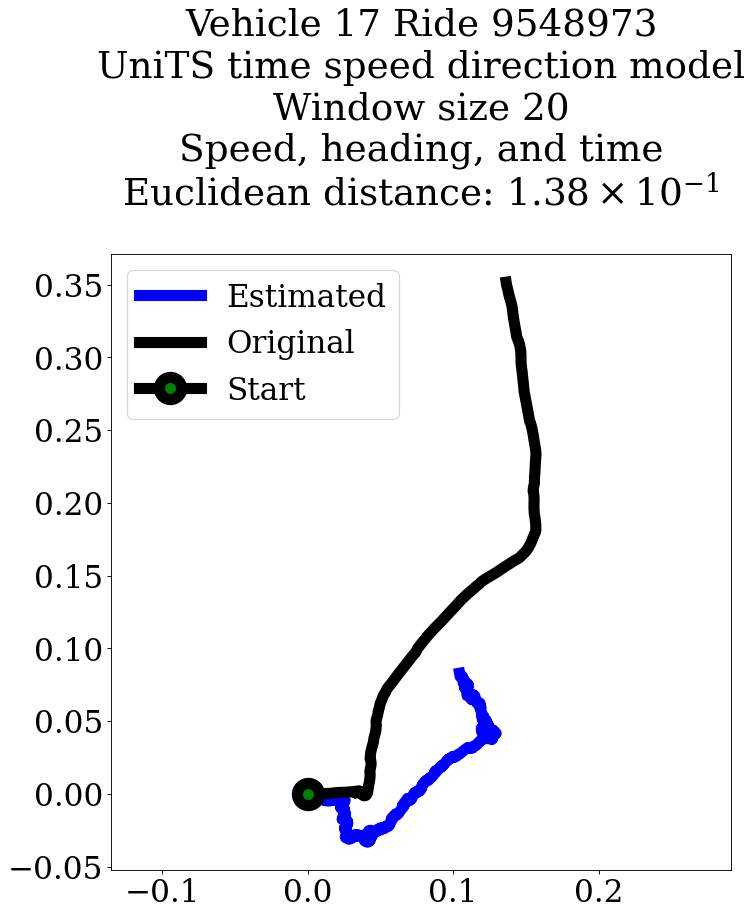 Vehicle 17 Ride 9548973
UniTS time speed direction model
Window size 20
Speed, heading, and time
Euclidean distance: 1.38 × 10⁻¹
Estimated
Original
Start
0.35
0.30
0.25
0.20
0.15
0.10
0.05
0.00
−0.05
−0.1 0.0 0.1 0.2